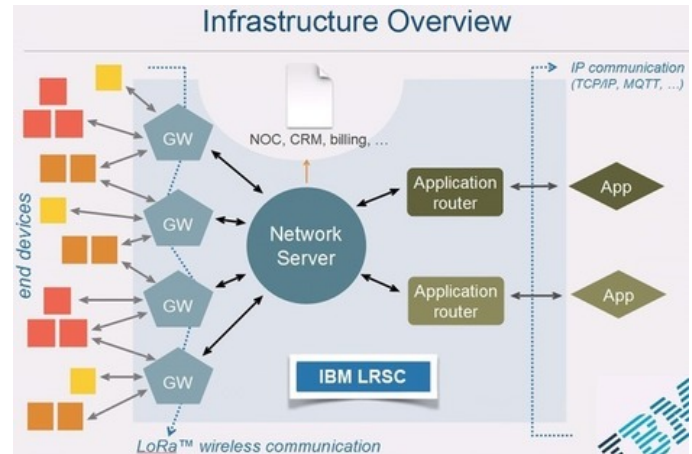 Infrastructure Overview
IP communication
(TCP/IP, MQTT, ...)
NOC, CRM, billing, ...
GW
GW
GW
GW
end devices
Network
Server
Application
router
App
Application
router
App
IBM LRSC
LoRa™ wireless communication
IBM